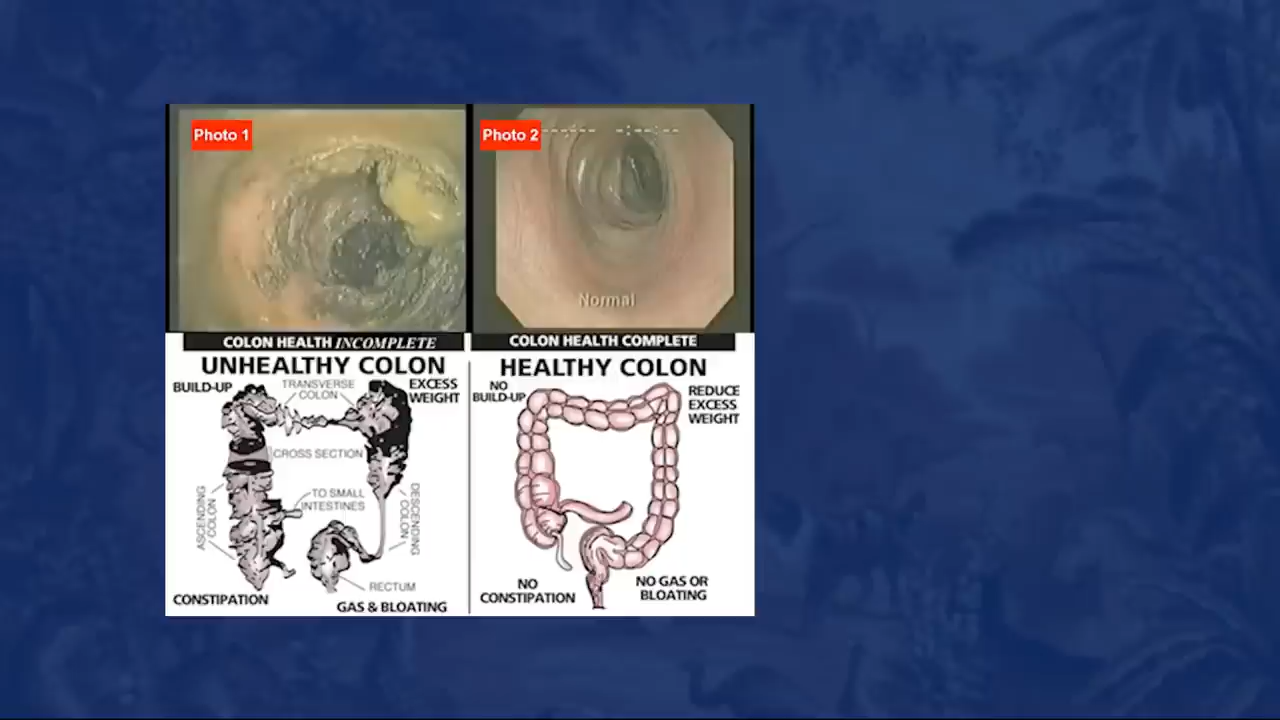 Photo 1
Photo 2
Normal
COLON HEALTH INCOMPLETE
UNHEALTHY COLON
BUILD-UP
TRANSVERSE
COLON
EXCESS
WEIGHT
CROSS SECTION
ASCENDING
COLON
TO SMALL
INTESTINES
DESCENDING
COLON
RECTUM
CONSTIPATION
GAS & BLOATING
COLON HEALTH COMPLETE
HEALTHY COLON
NO
BUILD-UP
REDUCE
EXCESS
WEIGHT
NO
CONSTIPATION
NO GAS OR
BLOATING